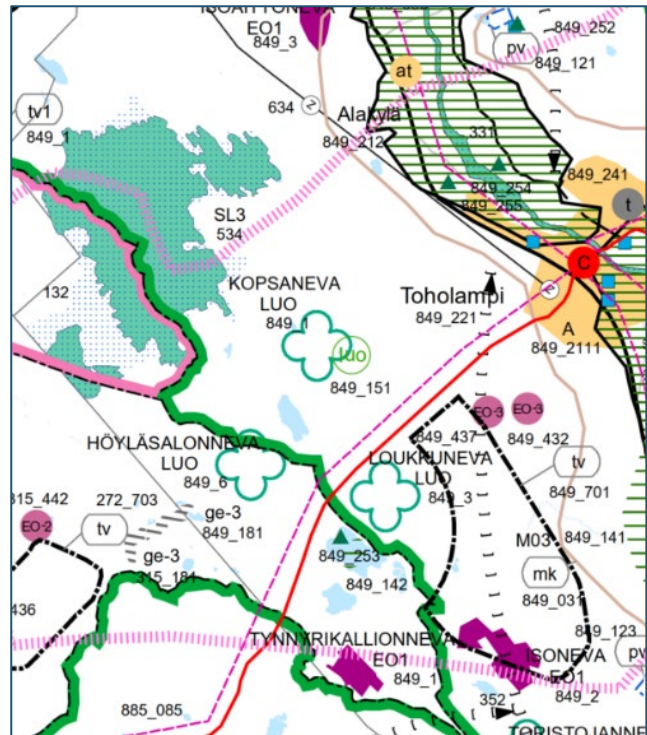 EO1
849_3
849_252
pv
849_121
at
634
Z
Alakylä
849_212
331
tv1
849_1
849_241
849_254
849_255
t
SL3
534
C
KOPSANEVA
LUO
849_1
Toholampi
849_221
Z
132
A
849_2111
luo
849_151
EO-3
EO-3
849_437
849_432
HÖYLÄSALONNEVA
LUO
849_6
LOUKKUNEVA
LUO
849_3
tv
849_701
315_442
272_703
EO-2
tv
ge-3
849_181
ge-3
315_181
849_253
849_142
M03
849_141
mk
849_031
436
849_123
TYNNYRIKALLIONNEVA
EO1
849_1
ISONEVA
EO1
849_2
pv
885_085
352